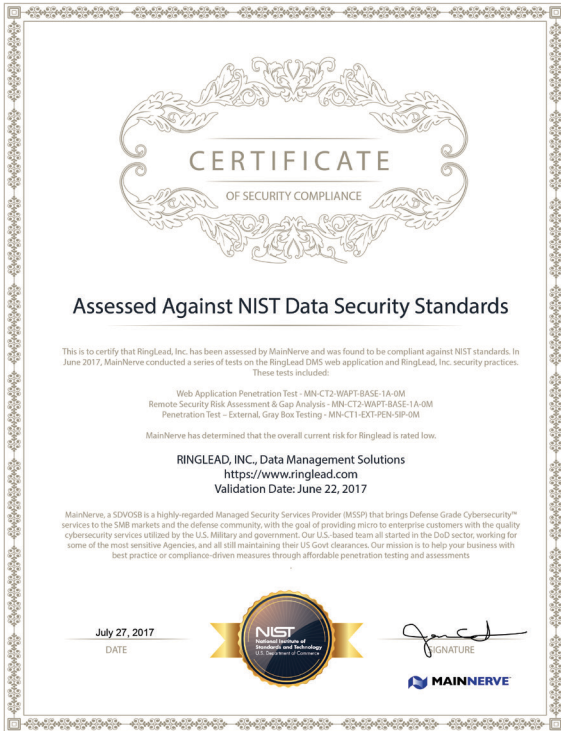 CERTIFICATE
OF SECURITY COMPLIANCE
Assessed Against NIST Data Security Standards
This is to certify that RingLead, Inc. has been assessed by MainNerve and was found to be compliant against NIST standards. In
June 2017, MainNerve conducted a series of tests on the RingLead DMS web application and RingLead, Inc. security practices.
These tests included:
Web Application Penetration Test - MN-CT2-WAPT-BASE-1A-0M
Remote Security Risk Assessment & Gap Analysis - MN-CT2-WAPT-BASE-1A-0M
Penetration Test – External, Gray Box Testing - MN-CT1-EXT-PEN-SIP-0M
MainNerve has determined that the overall current risk for Ringlead is rated low.
RINGLEAD, INC., Data Management Solutions
https://www.ringlead.com
Validation Date: June 22, 2017
MainNerve, a SDVOSB is a highly-regarded Managed Security Services Provider (MSSP) that brings Defense Grade Cybersecurity™
services to the SMB markets and the defense community, with the goal of providing micro to enterprise customers with the quality
cybersecurity services utilized by the U.S. Military and government. Our U.S.-based team all started in the DoD sector, working for
some of the most sensitive Agencies, and all still maintaining their US Govt clearances. Our mission is to help your business with
best practice or compliance-driven measures through affordable penetration testing and assessments
.
July 27, 2017
DATE
NIST
National Institute of
Standards and Technology
U.S. Department of Commerce
SIGNATURE
MAINNERVE